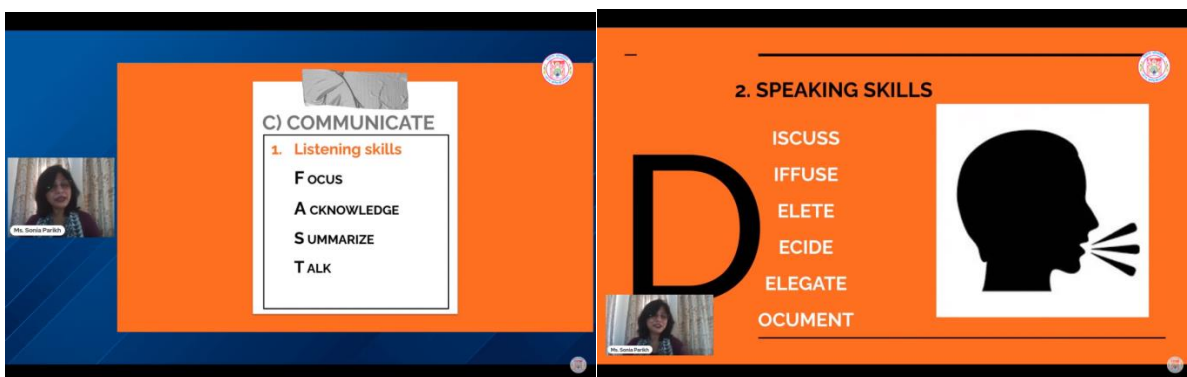 C) COMMUNICATE
1. Listening skills
F OCUS
A CKNOWLEDGE
S UMMARIZE
T ALK
Ms. Sonia Parikh
2. SPEAKING SKILLS
D
ISCUSS
IFFUSE
ELETE
ECIDE
ELEGATE
OCUMENT
Ms. Sonia Parikh